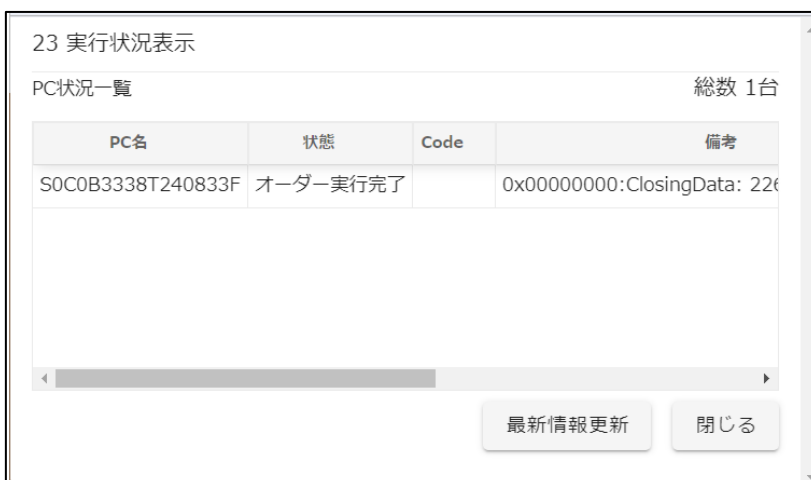 23 実行状況表示
PC状況一覧 総数 1台
PC名 状態 Code 備考
S0C0B3338T240833F オーダー実行完了 0x00000000:ClosingData: 226
最新情報更新 閉じる